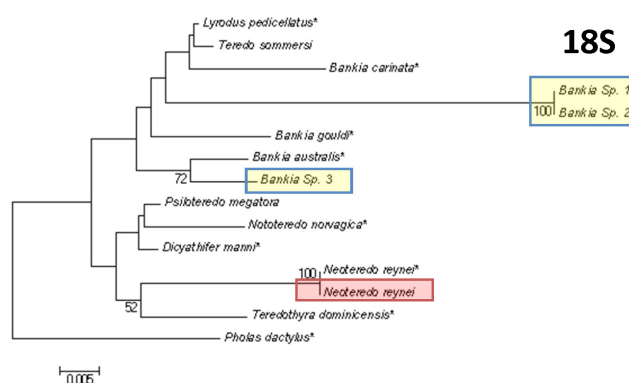 18S
Lyrodus pedicellatus*
Teredo sommersi
Bankia carinata*
Bankia Sp. 1
100
Bankia Sp. 2
Bankia gouldi*
Bankia australis*
72
Bankia Sp. 3
Psiloteredo megatora
Nototeredo norvagica*
Dicyathifer manni*
100
Neoteredo reynei*
Neoteredo reynei
52
Teredothyra dominicensis*
Pholas dactylus*
0.005